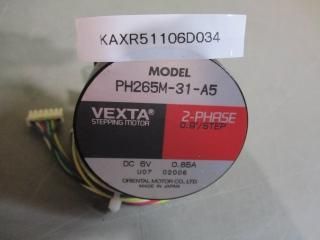 KAXR51106D034
MODEL
PH265M-31-A5
VEXTA
STEPPING MOTOR
2-PHASE
0.9°/STEP
DC 6V 0.85A
U07 02006
ORIENTAL MOTOR CO., LTD.
MADE IN JAPAN